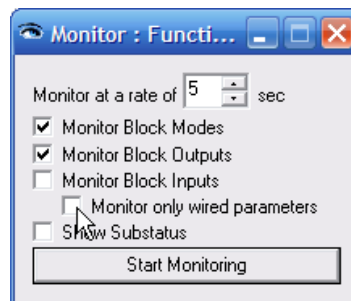 Monitor : Functi...
Monitor at a rate of 5 sec
Monitor Block Modes
Monitor Block Outputs
Monitor Block Inputs
Monitor only wired parameters
Show Substatus
Start Monitoring